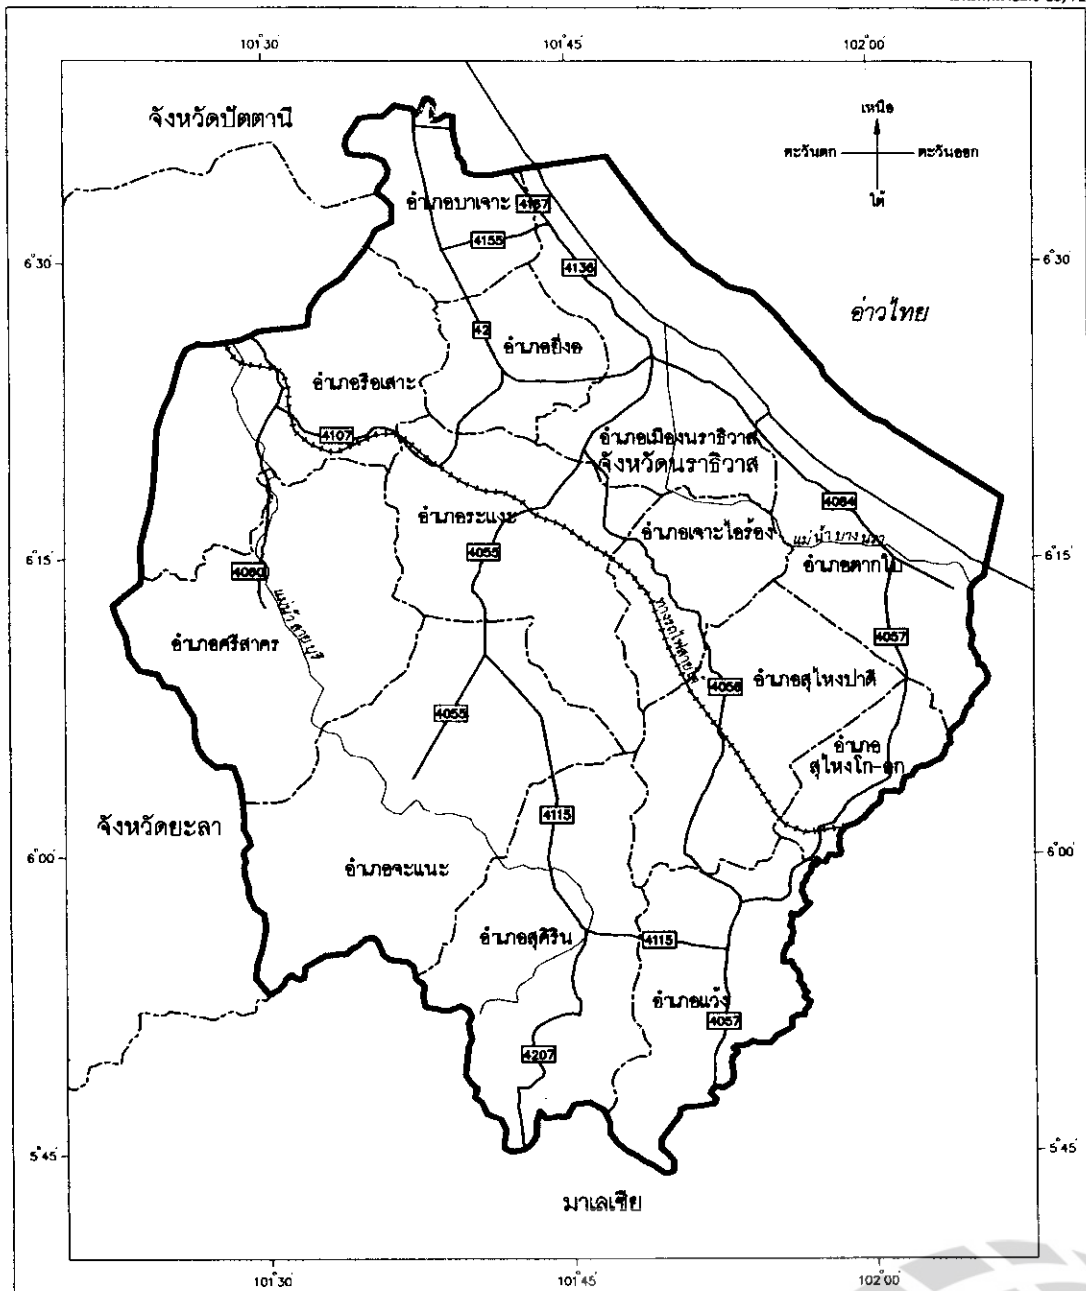 101°30' 101°45' 102°00'
จังหวัดปัตตานี
เหนือ
ตะวันตก ตะวันออก
ใต้
อำเภอบาเจาะ
4167
4155
4136
6°30' 6°30'
อ่าวไทย
42
อำเภอยี่งอ
อำเภอรือเสาะ
4107
อำเภอเมืองนราธิวาส
จังหวัดนราธิวาส
4084
อำเภอระแงะ
อำเภอเจาะไอร้อง
แม่น้ำบางนรา
6°15' 4055 6°15'
อำเภอตากใบ
4060
แม่น้ำสายบุรี
อำเภอศรีสาคร
4057
4056
อำเภอสุไหงปาดี
4055
อำเภอ
สุไหงโก-ลก
จังหวัดยะลา
4115
6°00' 6°00'
อำเภอจะแนะ
อำเภอสุคิริน
4115
อำเภอแว้ง
4057
4207
5°45' 5°45'
มาเลเซีย
101°30' 101°45' 102°00'